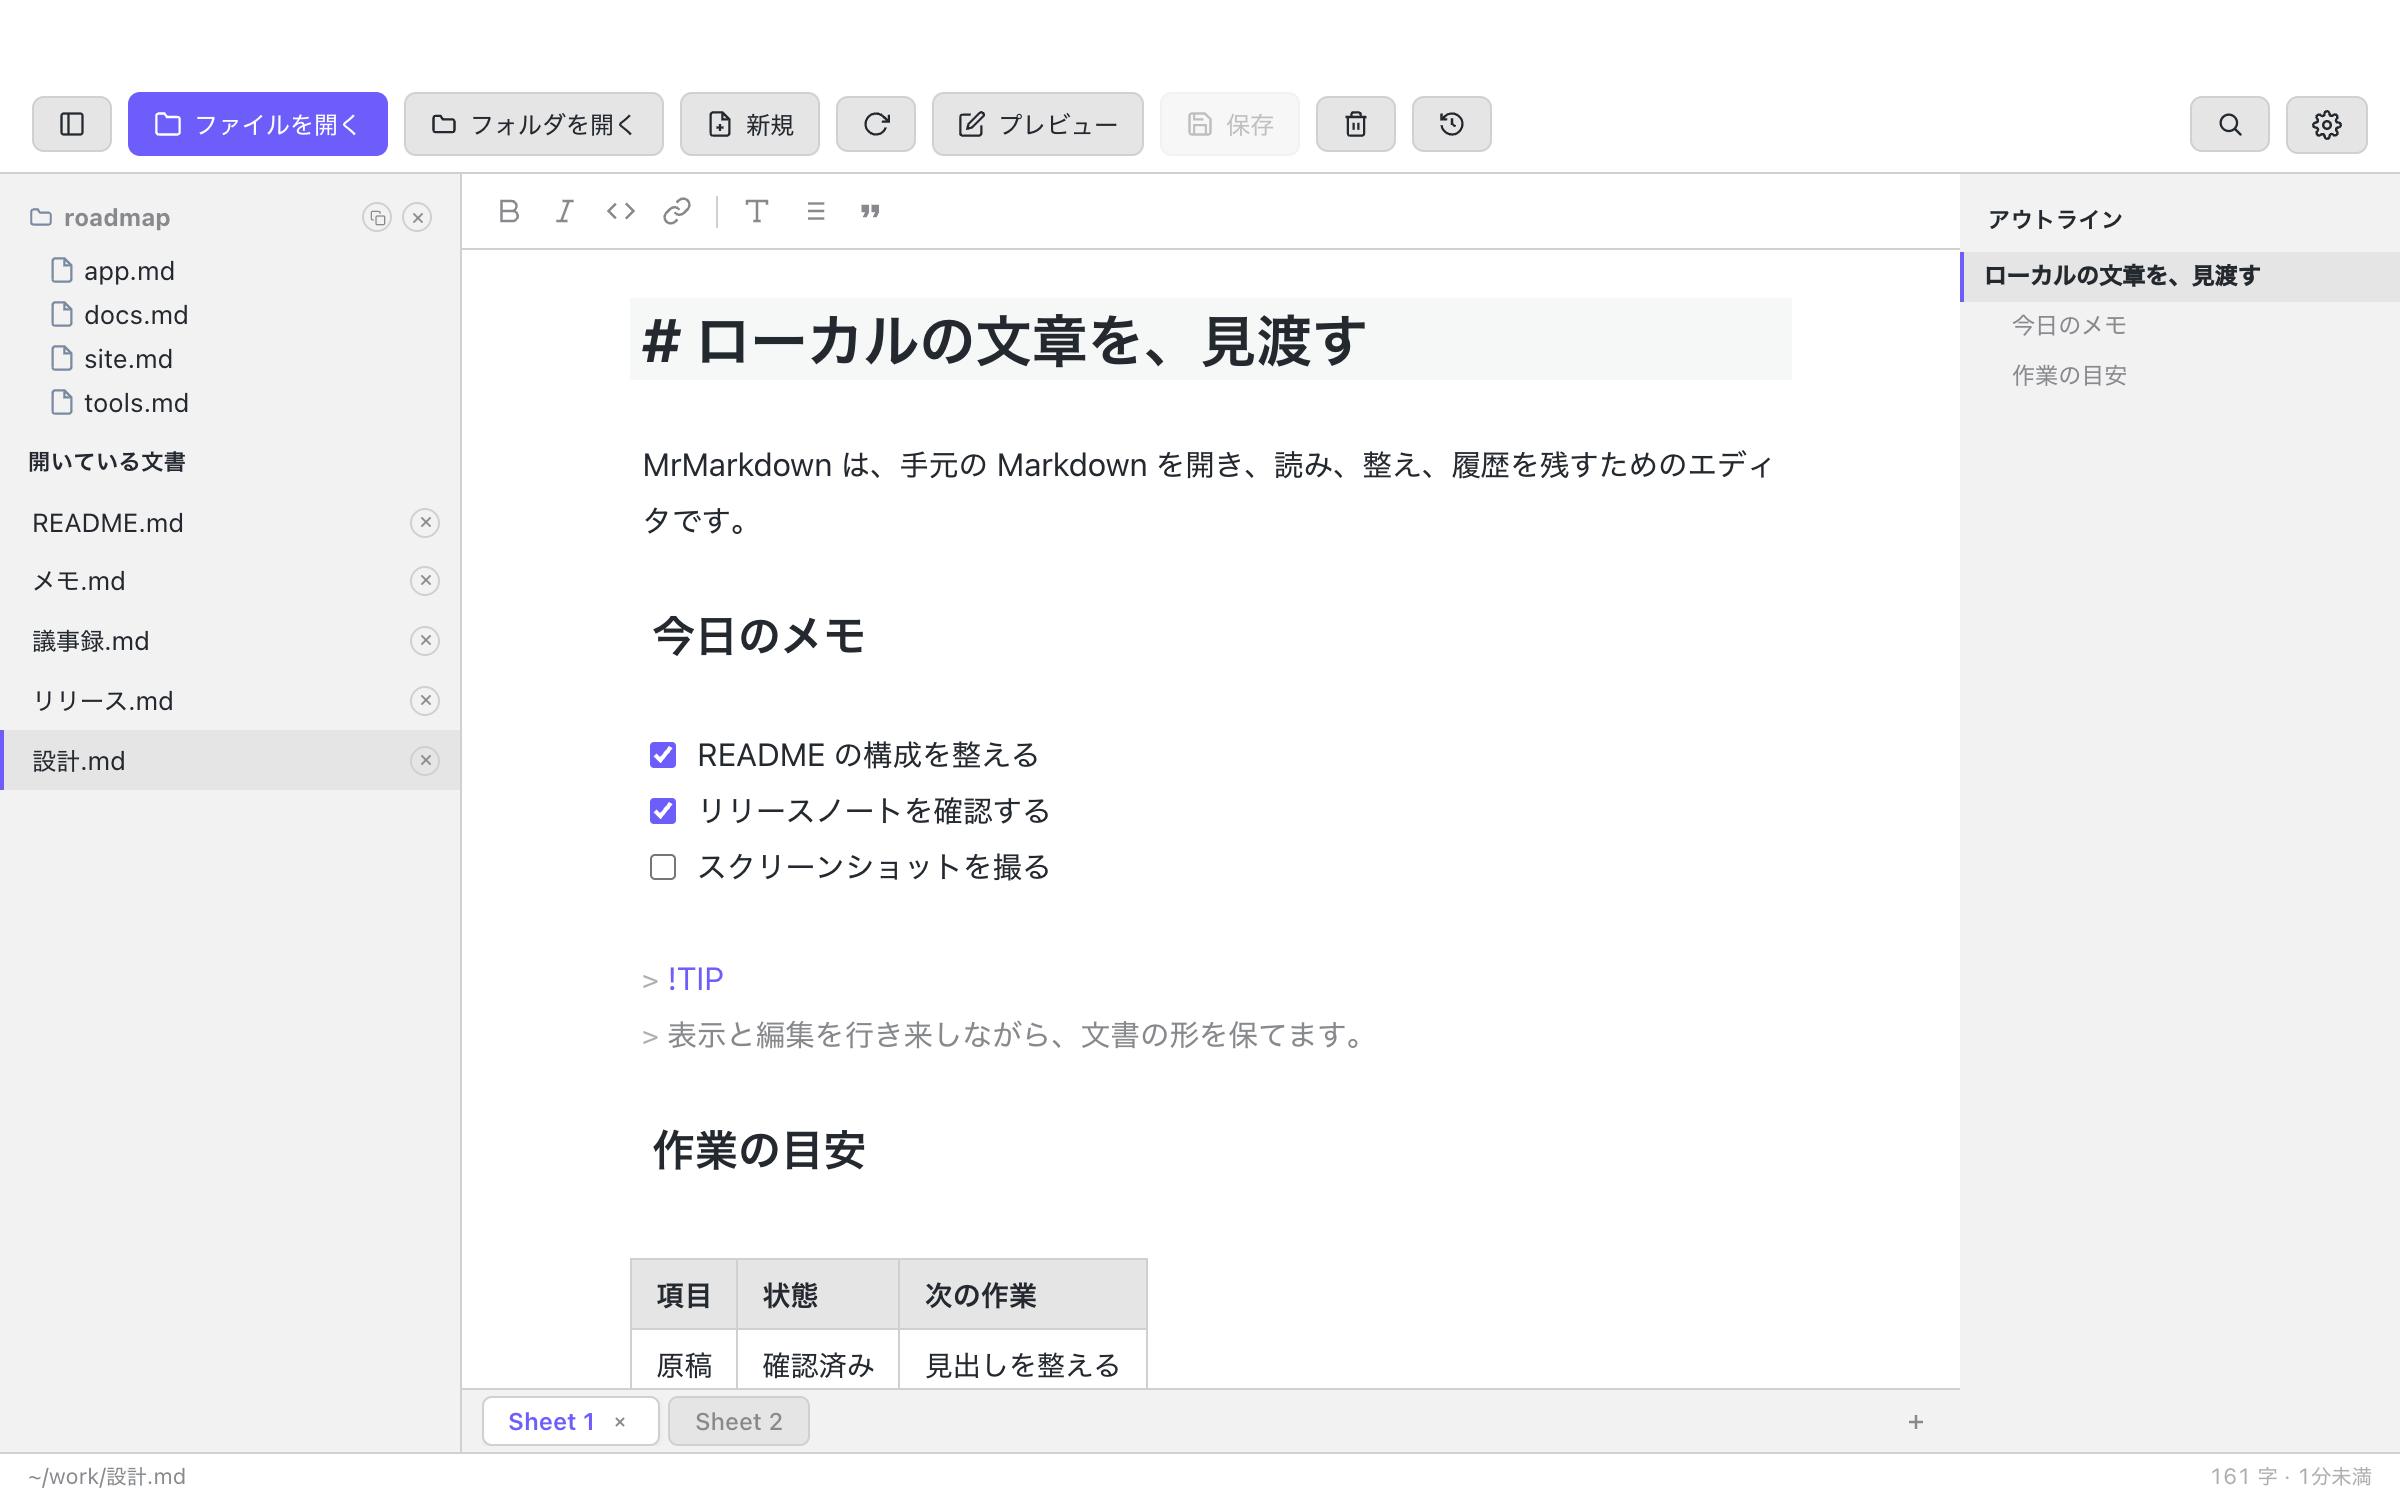 ファイルを開く フォルダを開く 新規 プレビュー 保存
roadmap
app.md
docs.md
site.md
tools.md
開いている文書
README.md
メモ.md
議事録.md
リリース.md
設計.md
# ローカルの文章を、見渡す
MrMarkdown は、手元の Markdown を開き、読み、整え、履歴を残すためのエディ
タです。
今日のメモ
README の構成を整える
リリースノートを確認する
スクリーンショットを撮る
> !TIP
> 表示と編集を行き来しながら、文書の形を保てます。
作業の目安
項目 状態 次の作業
原稿 確認済み 見出しを整える
Sheet 1 × Sheet 2 +
アウトライン
ローカルの文章を、見渡す
今日のメモ
作業の目安
~/work/設計.md 161 字 · 1分未満